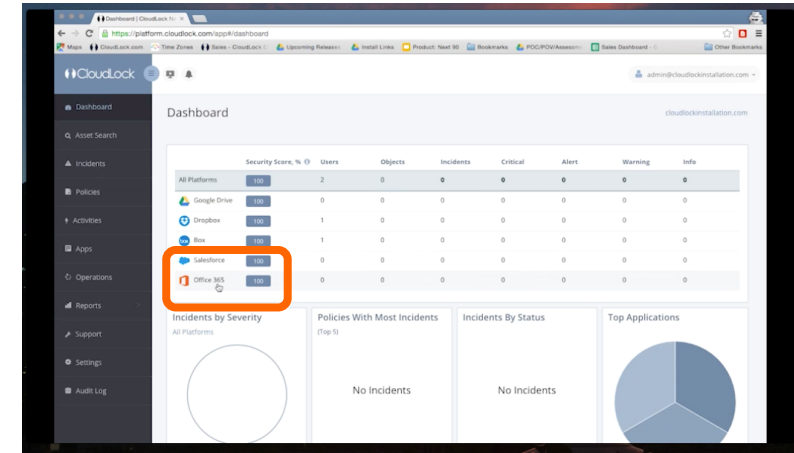 Dashboard | CloudLock
https://platform.cloudlock.com/app#/dashboard
Maps CloudLock.com Time Zones Sales - CloudLock Upcoming Releases Install Links Product: Next 90 Bookmarks POC/POV/Assessm Sales Dashboard Other Bookmarks
CloudLock
admin@cloudlockinstallation.com
Dashboard
Asset Search
Incidents
Policies
Activities
Apps
Operations
Reports
Support
Settings
Audit Log
Dashboard
cloudlockinstallation.com
Security Score, % Users Objects Incidents Critical Alert Warning Info
All Platforms 100 2 0 0 0 0 0 0
Google Drive 100 0 0 0 0 0 0 0
Dropbox 100 1 0 0 0 0 0 0
Box 100 1 0 0 0 0 0 0
Salesforce 100 0 0 0 0 0 0 0
Office 365 100 0 0 0 0 0 0 0
Incidents by Severity
All Platforms
Policies With Most Incidents
(Top 5)
No Incidents
Incidents By Status
No Incidents
Top Applications